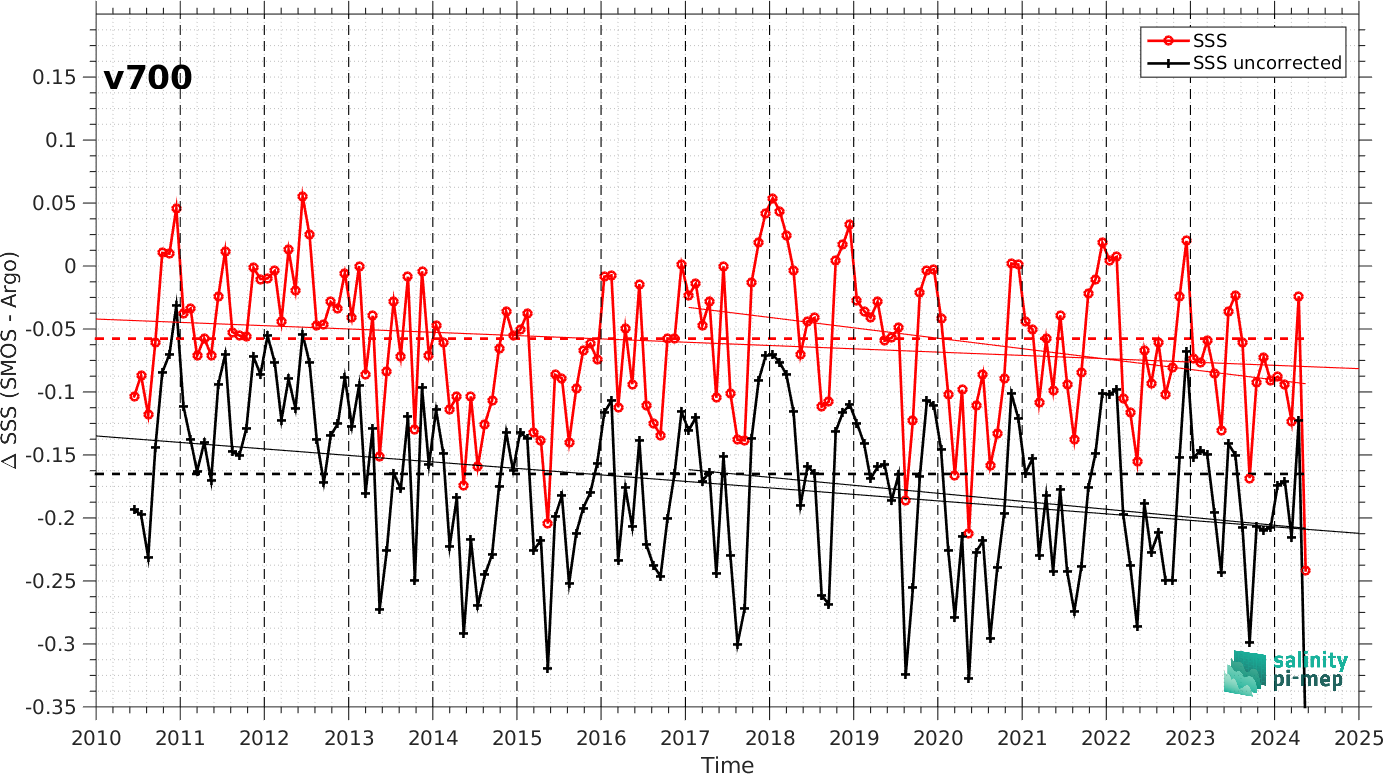 v700
SSS
SSS uncorrected
0.15
0.1
0.05
0
-0.05
-0.1
-0.15
-0.2
-0.25
-0.3
-0.35
Δ SSS (SMOS - Argo)
salinity
pi-mep
2010 2011 2012 2013 2014 2015 2016 2017 2018 2019 2020 2021 2022 2023 2024 2025
Time